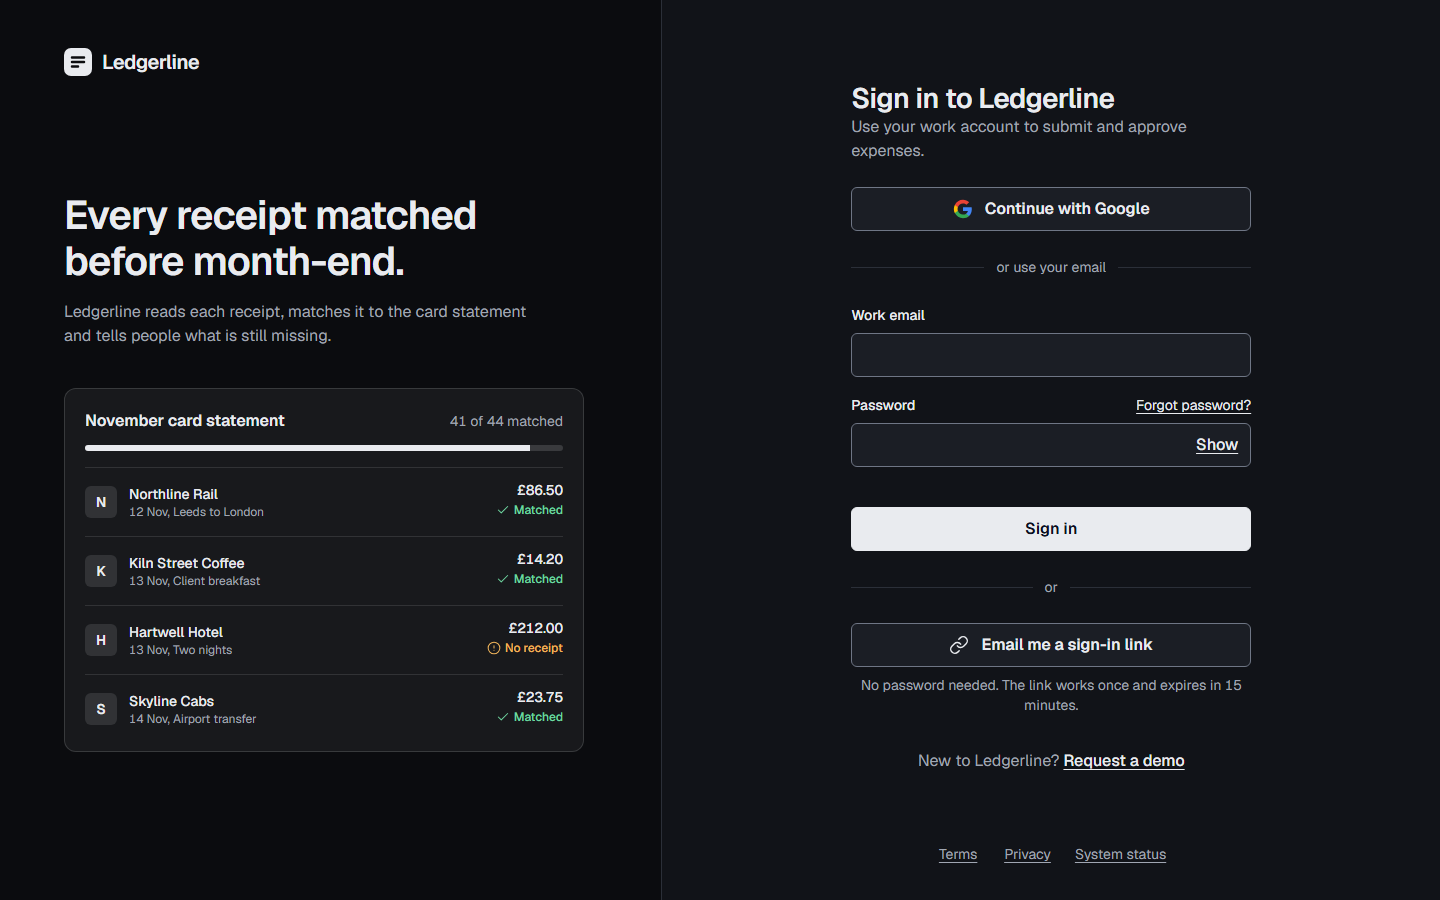 Ledgerline
Every receipt matched
before month-end.
Ledgerline reads each receipt, matches it to the card statement
and tells people what is still missing.
November card statement
41 of 44 matched
N
Northline Rail
12 Nov, Leeds to London
£86.50
Matched
K
Kiln Street Coffee
13 Nov, Client breakfast
£14.20
Matched
H
Hartwell Hotel
13 Nov, Two nights
£212.00
No receipt
S
Skyline Cabs
14 Nov, Airport transfer
£23.75
Matched
Sign in to Ledgerline
Use your work account to submit and approve
expenses.
Continue with Google
or use your email
Work email
Password
Forgot password?
Show
Sign in
or
Email me a sign-in link
No password needed. The link works once and expires in 15
minutes.
New to Ledgerline? Request a demo
Terms
Privacy
System status